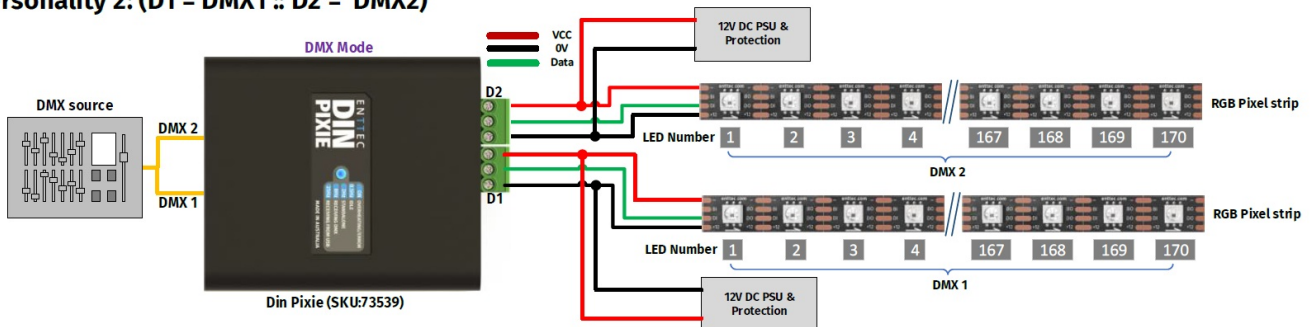 rsonality 2: (D1 = DMX1 :: D2 = DMX2)
DMX Mode
VCC
0V
Data
12V DC PSU &
Protection
DMX source
DMX 2
DMX 1
ENTTEC
DIN
PIXIE
D2
D1
LED Number
1
2
3
4
167
168
169
170
RGB Pixel strip
DMX 2
LED Number
1
2
3
4
167
168
169
170
RGB Pixel strip
DMX 1
12V DC PSU &
Protection
Din Pixie (SKU:73539)